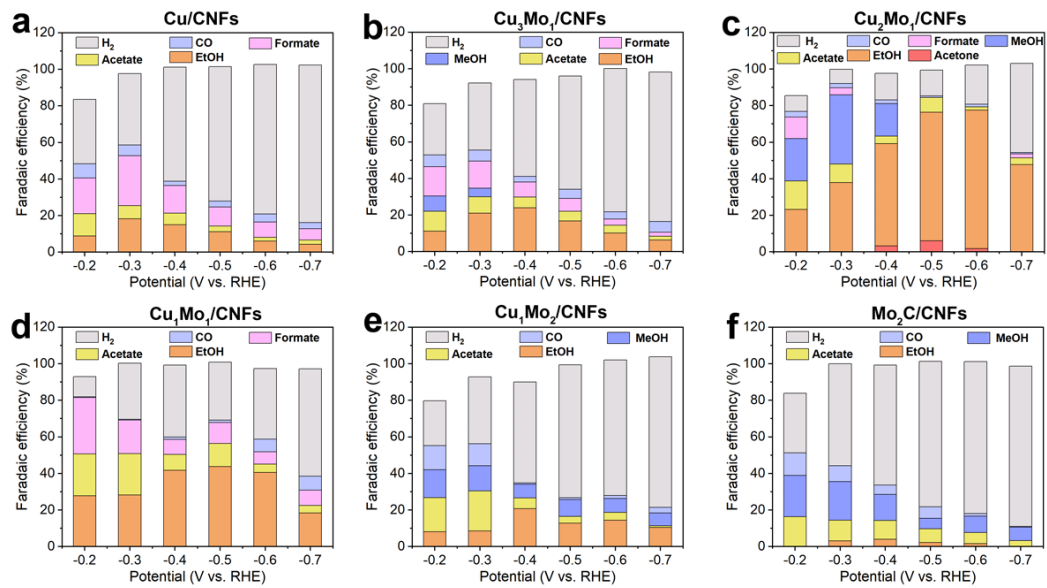 a
Cu/CNFs
H₂ CO Formate
Acetate EtOH
Faradaic efficiency (%)
120
100
80
60
40
20
0
-0.2 -0.3 -0.4 -0.5 -0.6 -0.7
Potential (V vs. RHE)
b
Cu₃Mo₁/CNFs
H₂ CO Formate
MeOH Acetate EtOH
Faradaic efficiency (%)
120
100
80
60
40
20
0
-0.2 -0.3 -0.4 -0.5 -0.6 -0.7
Potential (V vs. RHE)
c
Cu₂Mo₁/CNFs
H₂ CO Formate MeOH
Acetate EtOH Acetone
Faradaic efficiency (%)
120
100
80
60
40
20
0
-0.2 -0.3 -0.4 -0.5 -0.6 -0.7
Potential (V vs. RHE)
d
Cu₁Mo₁/CNFs
H₂ CO Formate
Acetate EtOH
Faradaic efficiency (%)
120
100
80
60
40
20
0
-0.2 -0.3 -0.4 -0.5 -0.6 -0.7
Potential (V vs. RHE)
e
Cu₁Mo₂/CNFs
H₂ CO MeOH
Acetate EtOH
Faradaic efficiency (%)
120
100
80
60
40
20
0
-0.2 -0.3 -0.4 -0.5 -0.6 -0.7
Potential (V vs. RHE)
f
Mo₂C/CNFs
H₂ CO MeOH
Acetate EtOH
Faradaic efficiency (%)
120
100
80
60
40
20
0
-0.2 -0.3 -0.4 -0.5 -0.6 -0.7
Potential (V vs. RHE)